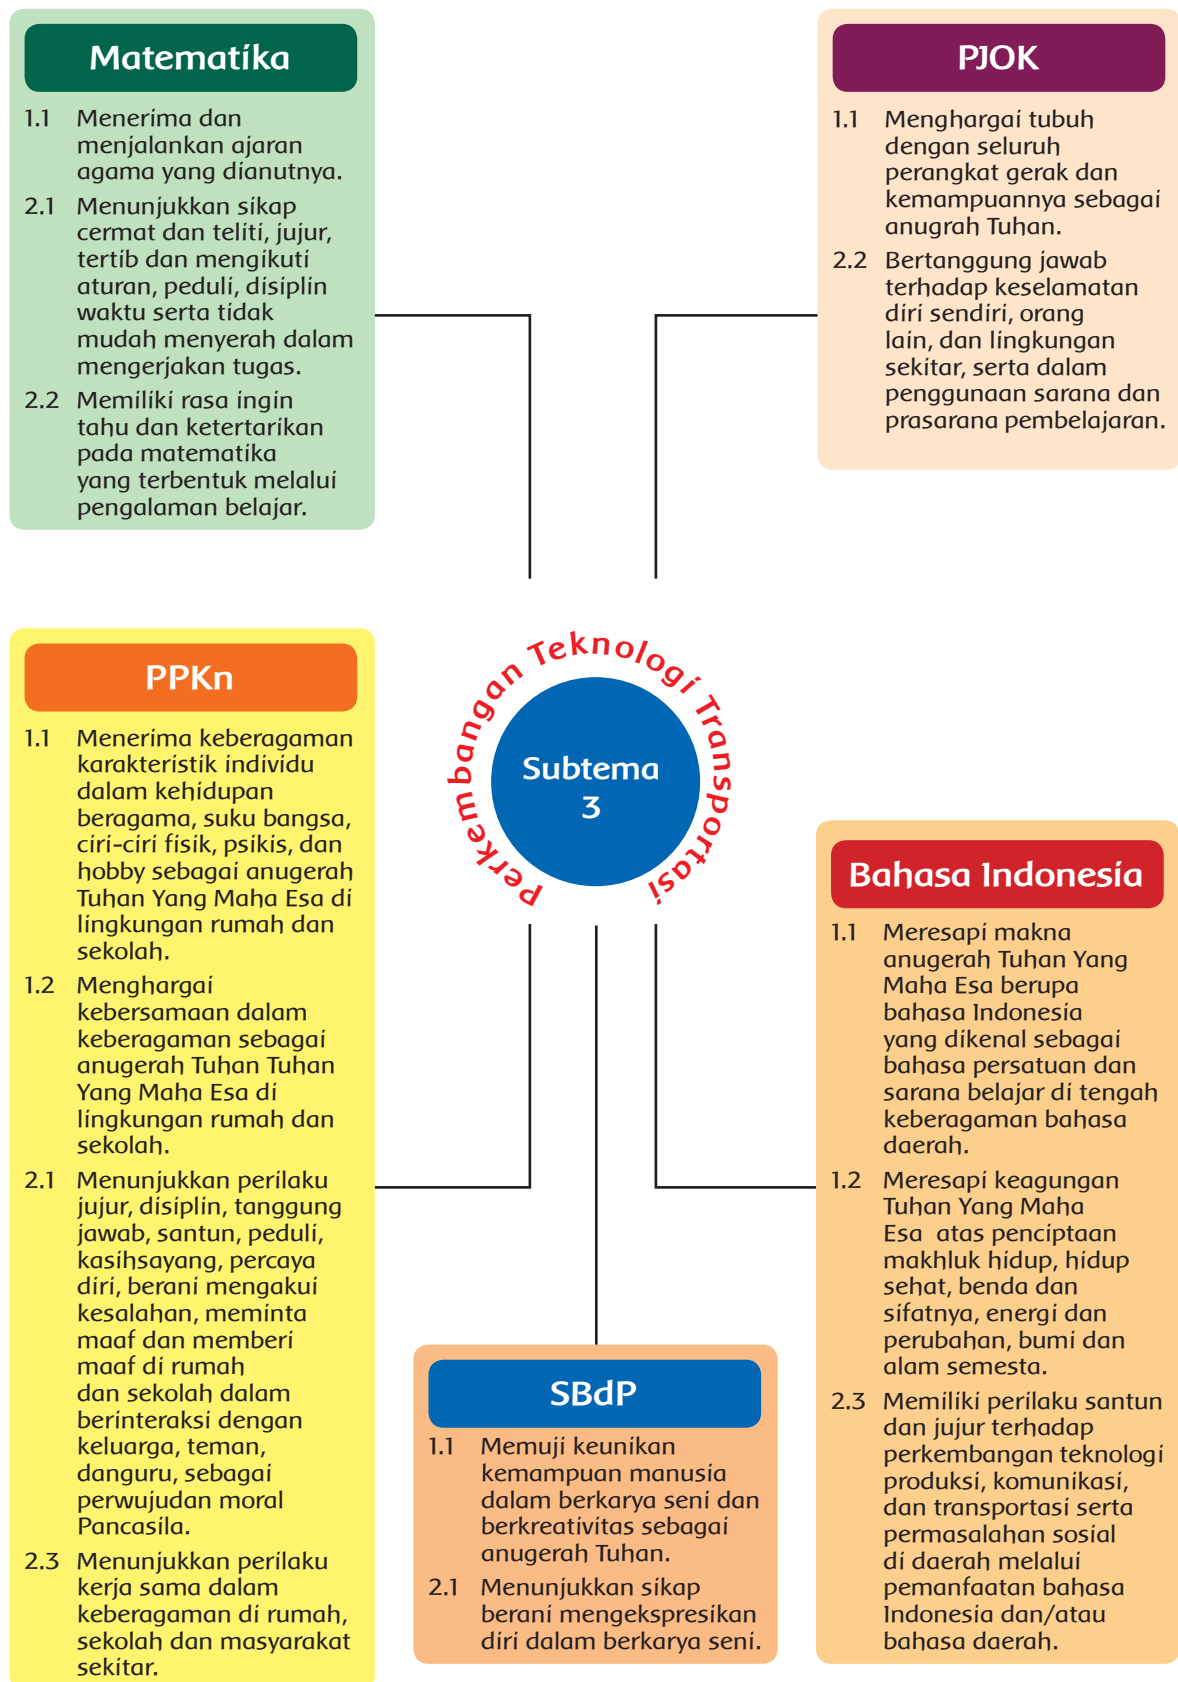 Matematika
1.1 Menerima dan
menjalankan ajaran
agama yang dianutnya.
2.1 Menunjukkan sikap
cermat dan teliti, jujur,
tertib dan mengikuti
aturan, peduli, disiplin
waktu serta tidak
mudah menyerah dalam
mengerjakan tugas.
2.2 Memiliki rasa ingin
tahu dan ketertarikan
pada matematika
yang terbentuk melalui
pengalaman belajar.
PJOK
1.1 Menghargai tubuh
dengan seluruh
perangkat gerak dan
kemampuannya sebagai
anugrah Tuhan.
2.2 Bertanggung jawab
terhadap keselamatan
diri sendiri, orang
lain, dan lingkungan
sekitar, serta dalam
penggunaan sarana dan
prasarana pembelajaran.
Perkembangan Teknologi Transportasi
Subtema
3
PPKn
1.1 Menerima keberagaman
karakteristik individu
dalam kehidupan
beragama, suku bangsa,
ciri-ciri fisik, psikis, dan
hobby sebagai anugerah
Tuhan Yang Maha Esa di
lingkungan rumah dan
sekolah.
1.2 Menghargai
kebersamaan dalam
keberagaman sebagai
anugerah Tuhan Tuhan
Yang Maha Esa di
lingkungan rumah dan
sekolah.
2.1 Menunjukkan perilaku
jujur, disiplin, tanggung
jawab, santun, peduli,
kasihsayang, percaya
diri, berani mengakui
kesalahan, meminta
maaf dan memberi
maaf di rumah
dan sekolah dalam
berinteraksi dengan
keluarga, teman,
danguru, sebagai
perwujudan moral
Pancasila.
2.3 Menunjukkan perilaku
kerja sama dalam
keberagaman di rumah,
sekolah dan masyarakat
sekitar.
SBdP
1.1 Memuji keunikan
kemampuan manusia
dalam berkarya seni dan
berkreativitas sebagai
anugerah Tuhan.
2.1 Menunjukkan sikap
berani mengekspresikan
diri dalam berkarya seni.
Bahasa Indonesia
1.1 Meresapi makna
anugerah Tuhan Yang
Maha Esa berupa
bahasa Indonesia
yang dikenal sebagai
bahasa persatuan dan
sarana belajar di tengah
keberagaman bahasa
daerah.
1.2 Meresapi keagungan
Tuhan Yang Maha
Esa atas penciptaan
makhluk hidup, hidup
sehat, benda dan
sifatnya, energi dan
perubahan, bumi dan
alam semesta.
2.3 Memiliki perilaku santun
dan jujur terhadap
perkembangan teknologi
produksi, komunikasi,
dan transportasi serta
permasalahan sosial
di daerah melalui
pemanfaatan bahasa
Indonesia dan/atau
bahasa daerah.